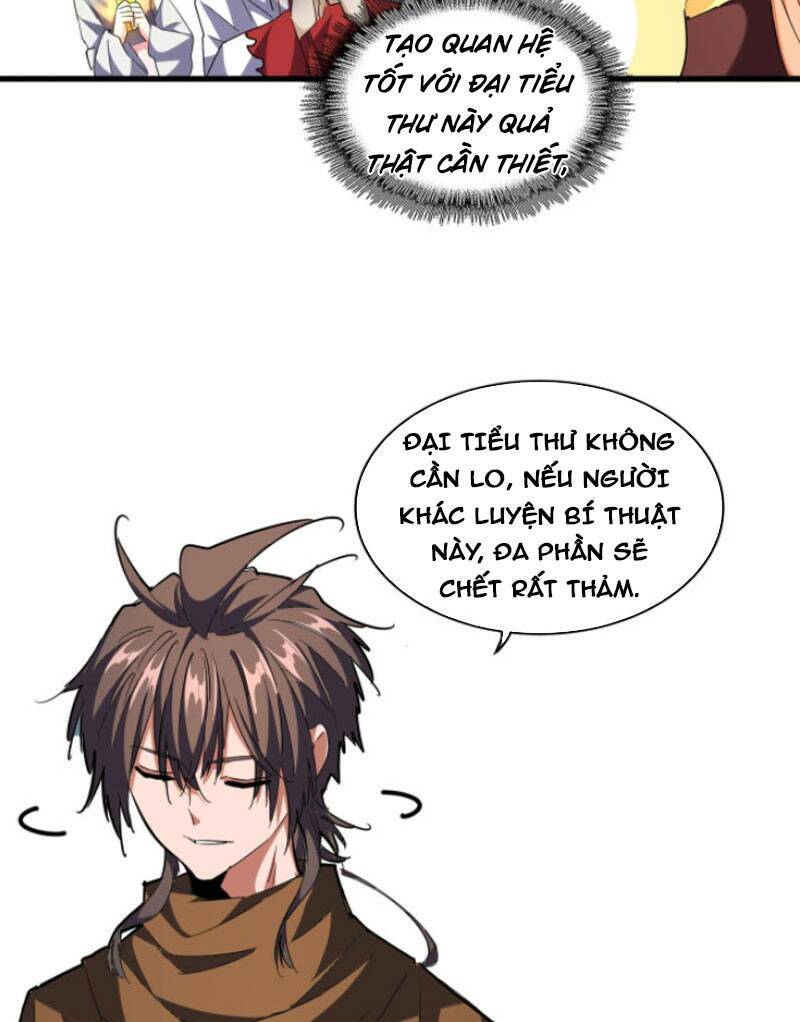 TẠO QUAN HỆ
TỐT VỚI ĐẠI TIỂU
THƯ NÀY QUẢ
THẬT CẦN THIẾT,
ĐẠI TIỂU THƯ KHÔNG
CẦN LO, NẾU NGƯỜI
KHÁC LUYỆN BÍ THUẬT
NÀY, ĐA PHẦN SẼ
CHẾT RẤT THẢM.